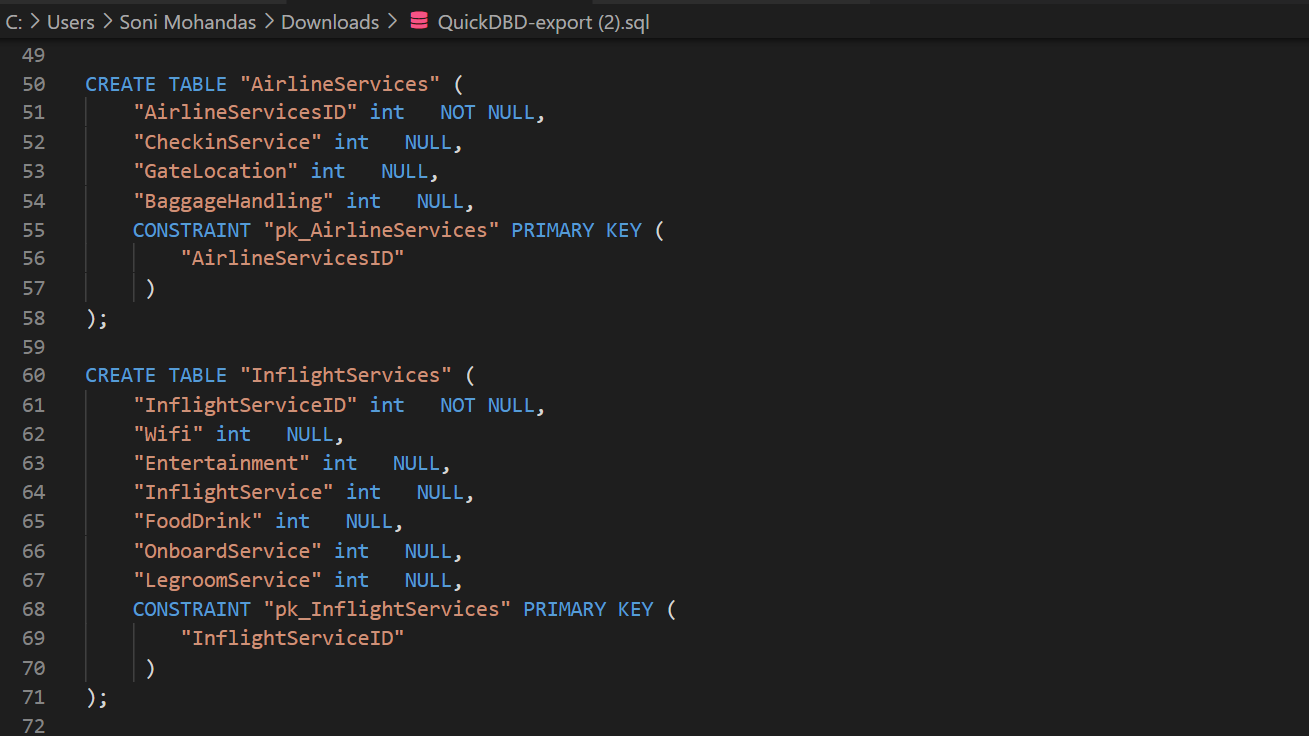 C: > Users > Soni Mohandas > Downloads > QuickDBD-export (2).sql
49
50 CREATE TABLE "AirlineServices" (
51     "AirlineServicesID" int   NOT NULL,
52     "CheckinService" int   NULL,
53     "GateLocation" int   NULL,
54     "BaggageHandling" int   NULL,
55     CONSTRAINT "pk_AirlineServices" PRIMARY KEY (
56         "AirlineServicesID"
57      )
58 );
59
60 CREATE TABLE "InflightServices" (
61     "InflightServiceID" int   NOT NULL,
62     "Wifi" int   NULL,
63     "Entertainment" int   NULL,
64     "InflightService" int   NULL,
65     "FoodDrink" int   NULL,
66     "OnboardService" int   NULL,
67     "LegroomService" int   NULL,
68     CONSTRAINT "pk_InflightServices" PRIMARY KEY (
69         "InflightServiceID"
70      )
71 );
72